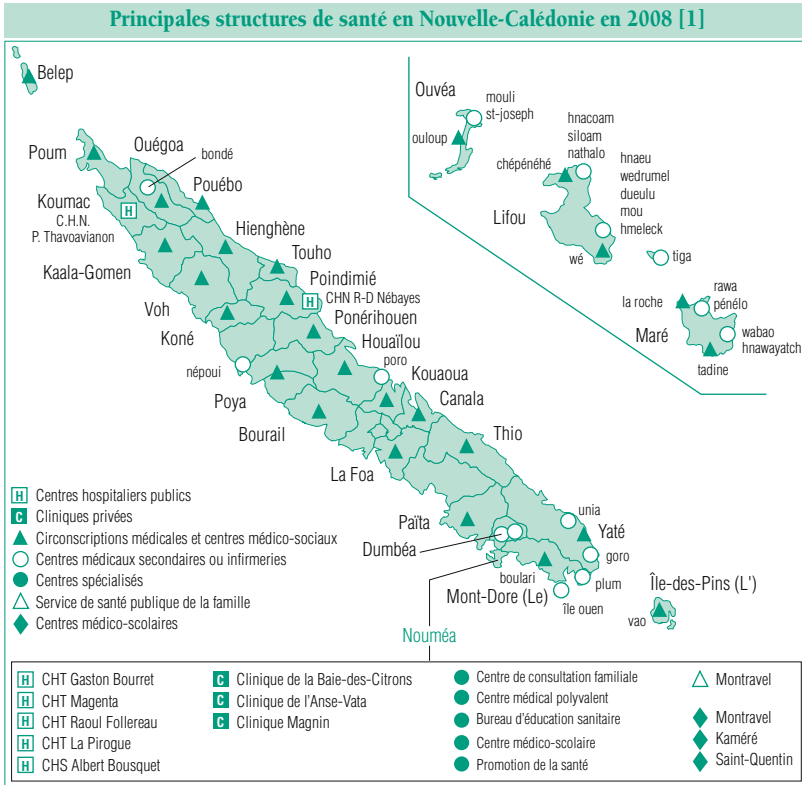 Principales structures de santé en Nouvelle-Calédonie en 2008 [1]
Belep
Poum
Ouégoa
bondé
Pouébo
Koumac
H
C.H.N.
P. Thavoavianon
Hienghène
Kaala-Gomen
Touho
Poindimié
H
CHN R-D Nébayes
Voh
Ponérihouen
Koné
Houaïlou
poro
népoui
Kouaoua
Poya
Canala
Bourail
Thio
La Foa
Païta
unia
Yaté
Dumbéa
goro
boulari
plum
Mont-Dore (Le)
île ouen
Île-des-Pins (L')
vao
Nouméa
Ouvéa
mouli
st-joseph
ouloup
hnacoam
siloam
nathalo
chépénéhé
hnaeu
wedrumel
dueulu
mou
hmeleck
Lifou
wé
tiga
la roche
rawa
pénélo
Maré
wabao
hnawayatch
tadine
H Centres hospitaliers publics
C Cliniques privées
Circonscriptions médicales et centres médico-sociaux
Centres médicaux secondaires ou infirmeries
Centres spécialisés
Service de santé publique de la famille
Centres médico-scolaires
H CHT Gaston Bourret
H CHT Magenta
H CHT Raoul Follereau
H CHT La Pirogue
H CHS Albert Bousquet
C Clinique de la Baie-des-Citrons
C Clinique de l'Anse-Vata
C Clinique Magnin
Centre de consultation familiale
Centre médical polyvalent
Bureau d'éducation sanitaire
Centre médico-scolaire
Promotion de la santé
Montravel
Montravel
Kaméré
Saint-Quentin